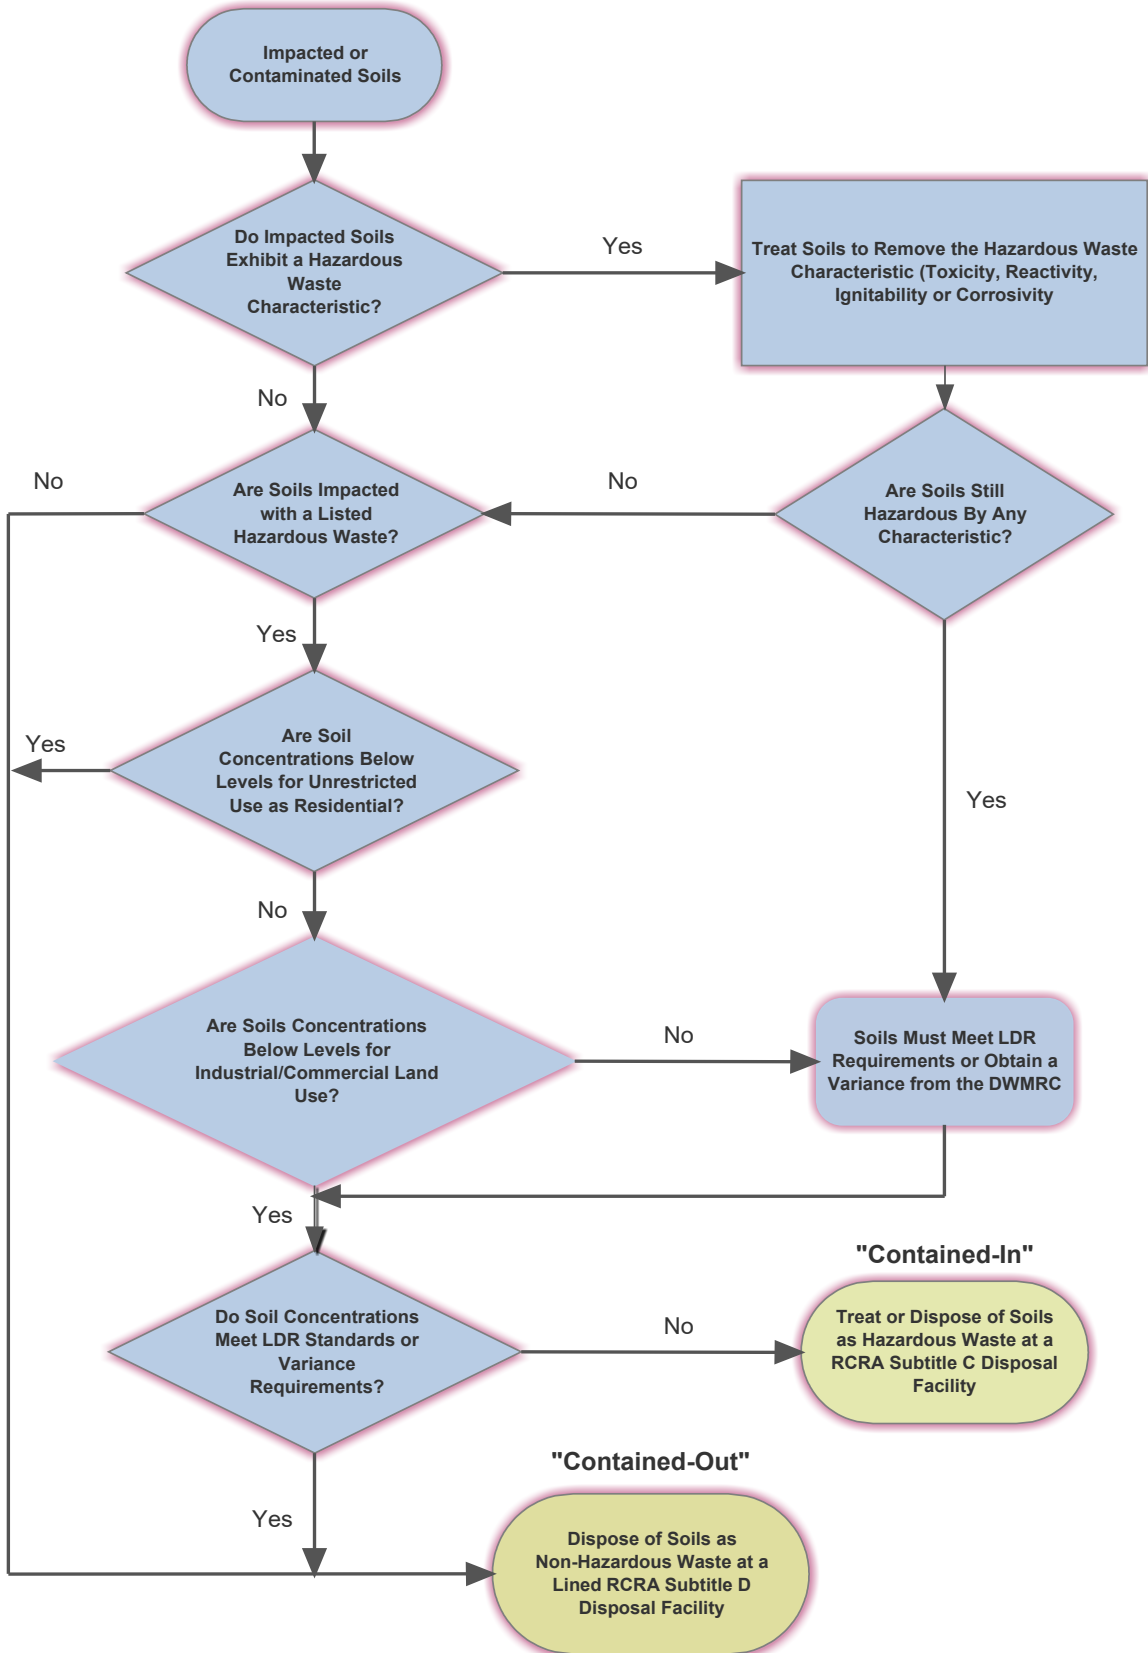 Impacted or
Contaminated Soils
Do Impacted Soils
Exhibit a Hazardous
Waste
Characteristic?
Yes
Treat Soils to Remove the Hazardous Waste
Characteristic (Toxicity, Reactivity,
Ignitability or Corrosivity
No
No
Are Soils Impacted
with a Listed
Hazardous Waste?
No
Are Soils Still
Hazardous By Any
Characteristic?
Yes
Yes
Are Soil
Concentrations Below
Levels for Unrestricted
Use as Residential?
Yes
No
Are Soils Concentrations
Below Levels for
Industrial/Commercial Land
Use?
No
Soils Must Meet LDR
Requirements or Obtain a
Variance from the DWMRC
Yes
Do Soil Concentrations
Meet LDR Standards or
Variance
Requirements?
No
"Contained-In"
Treat or Dispose of Soils
as Hazardous Waste at a
RCRA Subtitle C Disposal
Facility
Yes
"Contained-Out"
Dispose of Soils as
Non-Hazardous Waste at a
Lined RCRA Subtitle D
Disposal Facility